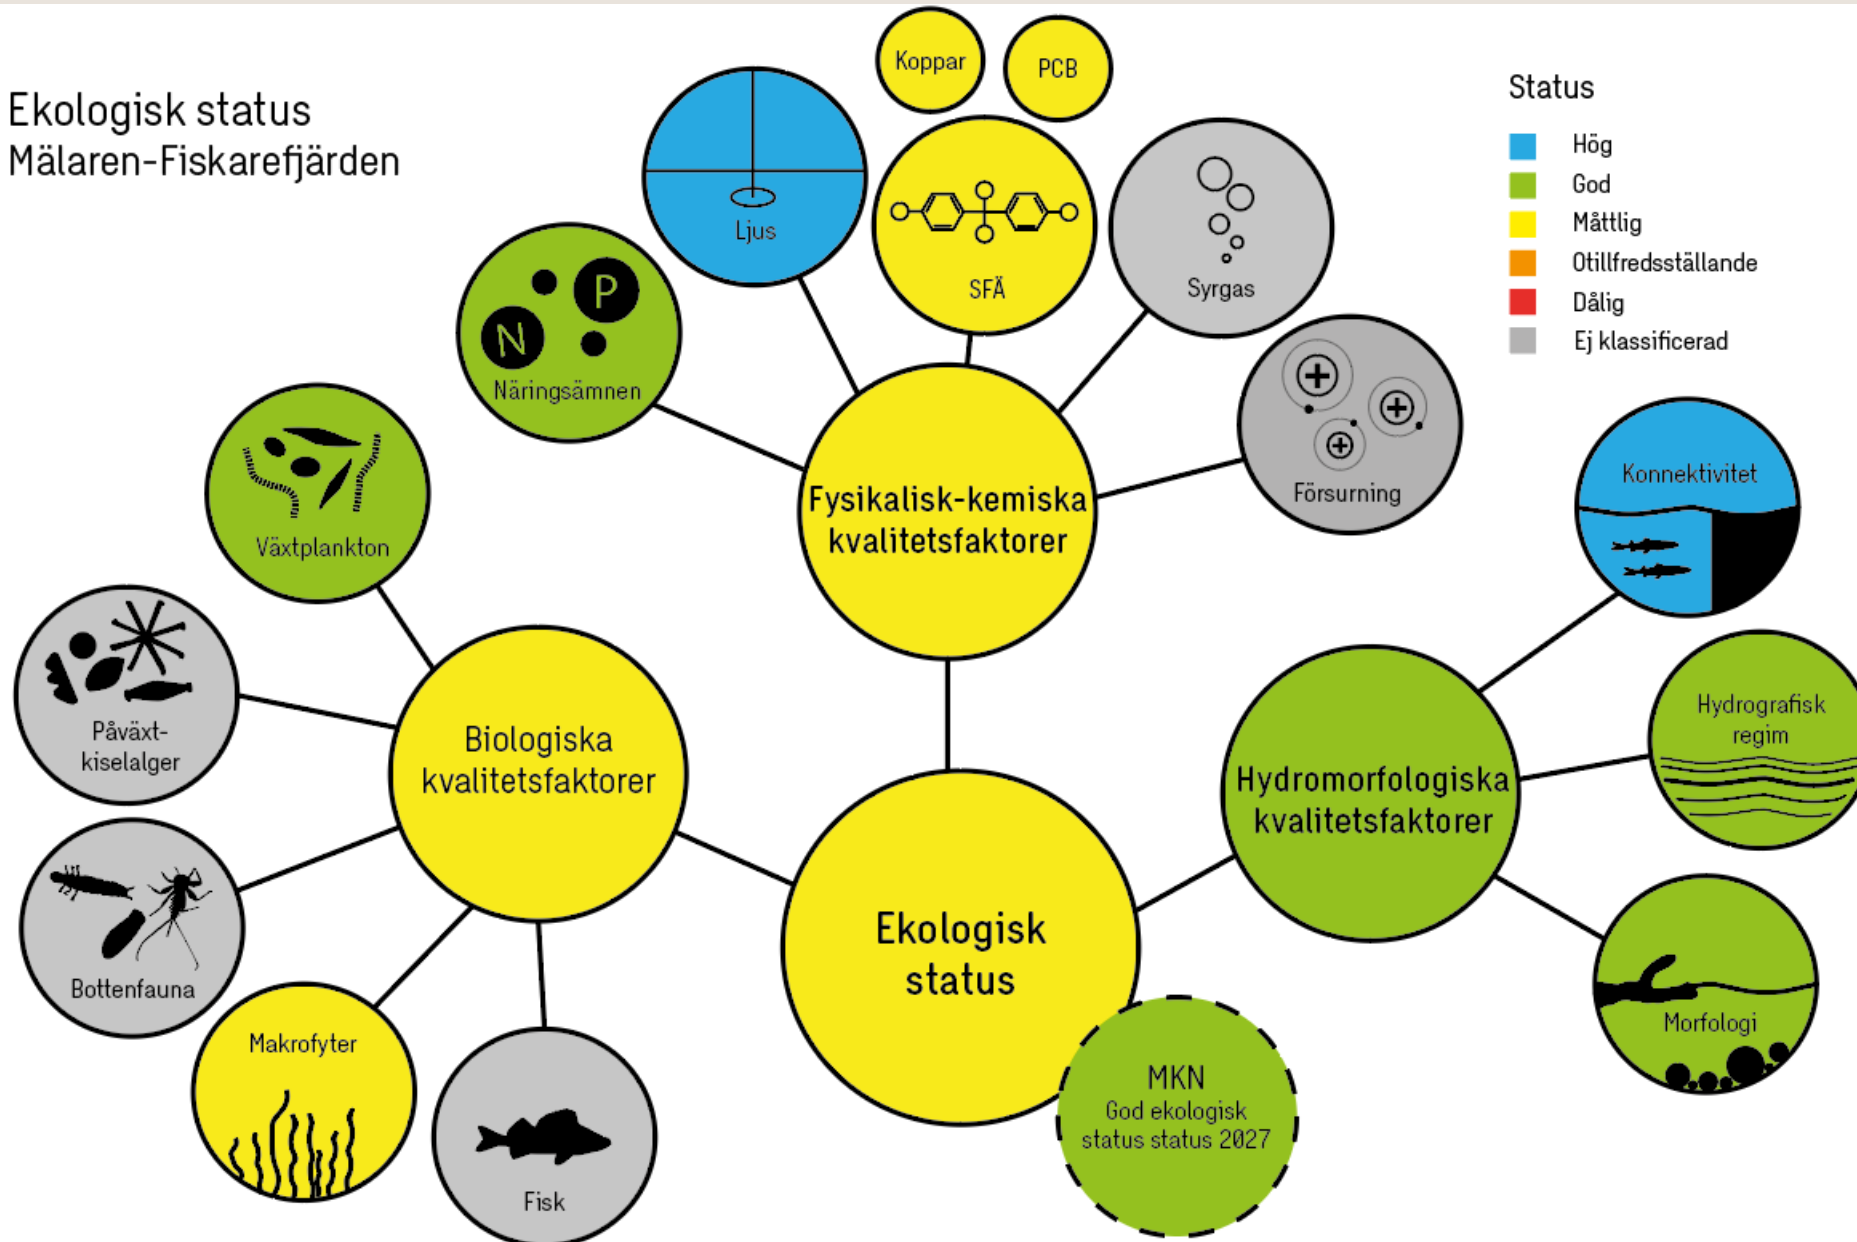 Ekologisk status
Mälaren-Fiskarefjärden
Status
Hög
God
Måttlig
Otillfredsställande
Dålig
Ej klassificerad
Koppar
PCB
Ljus
SFÄ
Syrgas
N
P
Näringsämnen
Försurning
Fysikalisk-kemiska
kvalitetsfaktorer
Växtplankton
Påväxt-
kiselalger
Bottenfauna
Makrofyter
Fisk
Biologiska
kvalitetsfaktorer
Konnektivitet
Hydrografisk
regim
Morfologi
Hydromorfologiska
kvalitetsfaktorer
Ekologisk
status
MKN
God ekologisk
status status 2027